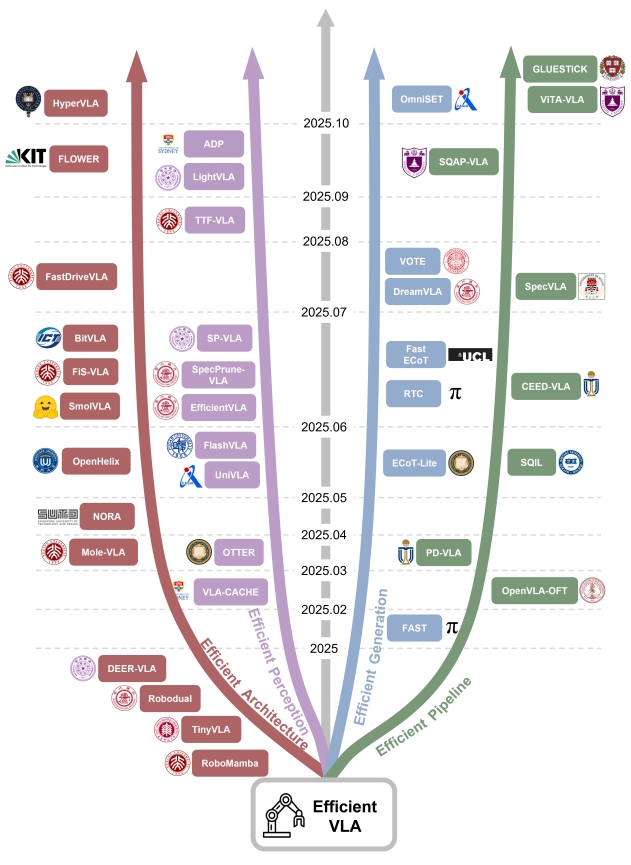 GLUESTICK
HyperVLA
OmniSET
ViTA-VLA
2025.10
ADP
SYDNEY
KIT
FLOWER
SQAP-VLA
LightVLA
2025.09
TTF-VLA
2025.08
VOTE
FastDriveVLA
SpecVLA
DreamVLA
2025.07
ICT
BitVLA
SP-VLA
Fast
ECoT
UCL
FiS-VLA
SpecPrune-
VLA
RTC
π
CEED-VLA
SmolVLA
EfficientVLA
2025.06
FlashVLA
OpenHelix
UniVLA
ECoT-Lite
SQIL
2025.05
SUTD
NORA
2025.04
Mole-VLA
OTTER
PD-VLA
2025.03
VLA-CACHE
OpenVLA-OFT
2025.02
FAST
π
2025
DEER-VLA
Robodual
TinyVLA
RoboMamba
Efficient Architecture
Efficient Perception
Efficient Generation
Efficient Pipeline
Efficient
VLA